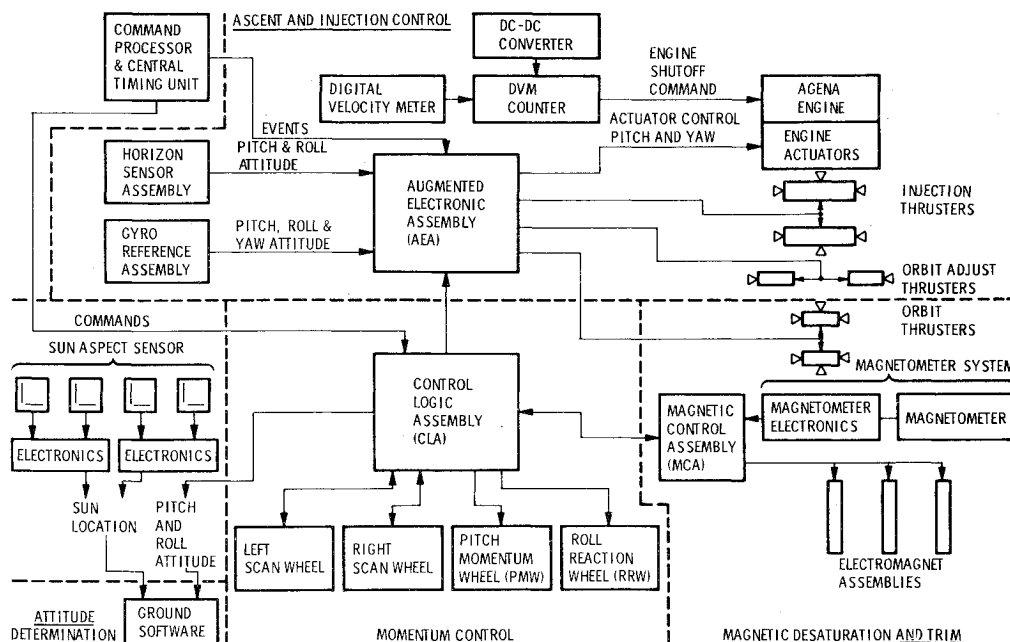 COMMAND
PROCESSOR
& CENTRAL
TIMING UNIT
ASCENT AND INJECTION CONTROL
DC-DC
CONVERTER
DIGITAL
VELOCITY METER
DVM
COUNTER
ENGINE
SHUTOFF
COMMAND
AGENA
ENGINE
ENGINE
ACTUATORS
ACTUATOR CONTROL
PITCH AND YAW
EVENTS
PITCH & ROLL
ATTITUDE
HORIZON
SENSOR
ASSEMBLY
AUGMENTED
ELECTRONIC
ASSEMBLY
(AEA)
INJECTION
THRUSTERS
GYRO
REFERENCE
ASSEMBLY
PITCH, ROLL &
YAW ATTITUDE
ORBIT ADJUST
THRUSTERS
ORBIT
THRUSTERS
COMMANDS
SUN ASPECT SENSOR
ELECTRONICS
ELECTRONICS
SUN
LOCATION
PITCH
AND
ROLL
ATTITUDE
CONTROL
LOGIC
ASSEMBLY
(CLA)
MAGNETOMETER SYSTEM
MAGNETIC
CONTROL
ASSEMBLY
(MCA)
MAGNETOMETER
ELECTRONICS
MAGNETOMETER
LEFT
SCAN WHEEL
RIGHT
SCAN WHEEL
PITCH
MOMENTUM
WHEEL (PMW)
ROLL
REACTION
WHEEL (RRW)
ELECTROMAGNET
ASSEMBLIES
ATTITUDE
DETERMINATION
GROUND
SOFTWARE
MOMENTUM CONTROL
MAGNETIC DESATURATION AND TRIM